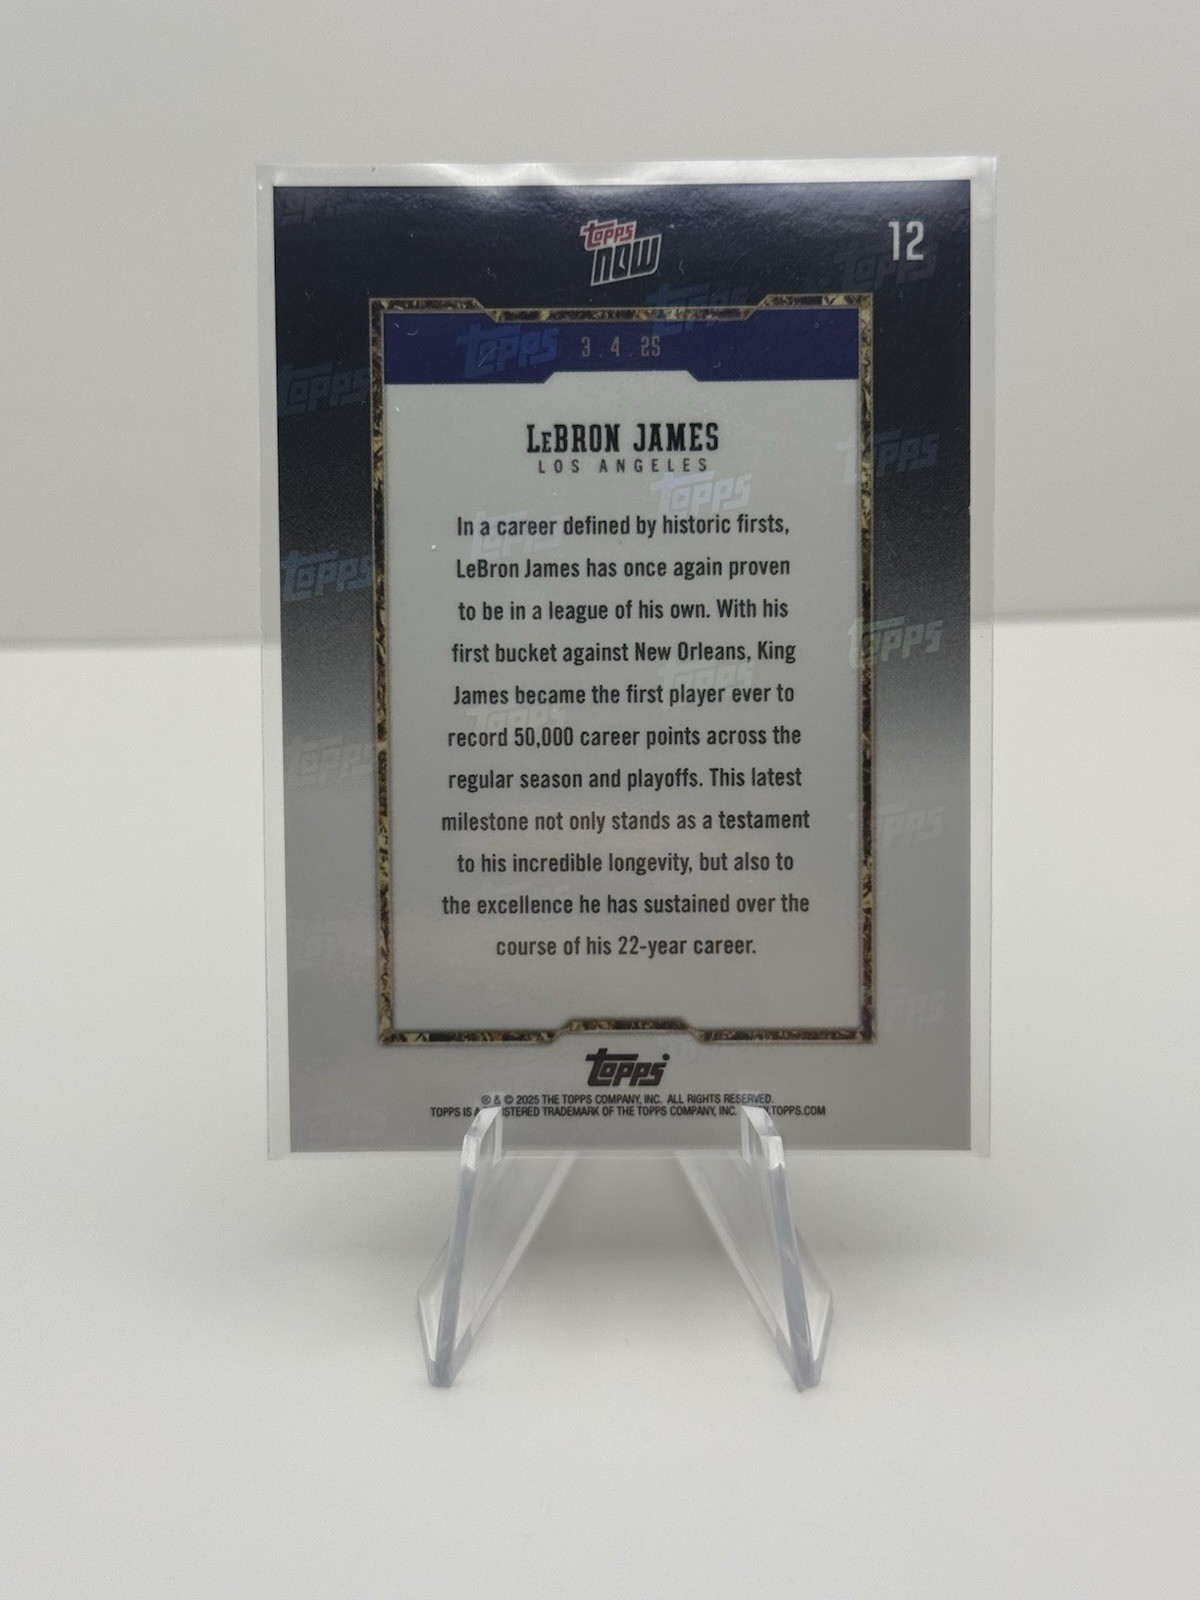 topps now
12
3.4.25
LeBRON JAMES
LOS ANGELES
In a career defined by historic firsts,
LeBron James has once again proven
to be in a league of his own. With his
first bucket against New Orleans, King
James became the first player ever to
record 50,000 career points across the
regular season and playoffs. This latest
milestone not only stands as a testament
to his incredible longevity, but also to
the excellence he has sustained over the
course of his 22-year career.
topps
® & © 2025 THE TOPPS COMPANY, INC. ALL RIGHTS RESERVED.
TOPPS IS A TRADEMARK OF THE TOPPS COMPANY, INC. TOPPS.COM